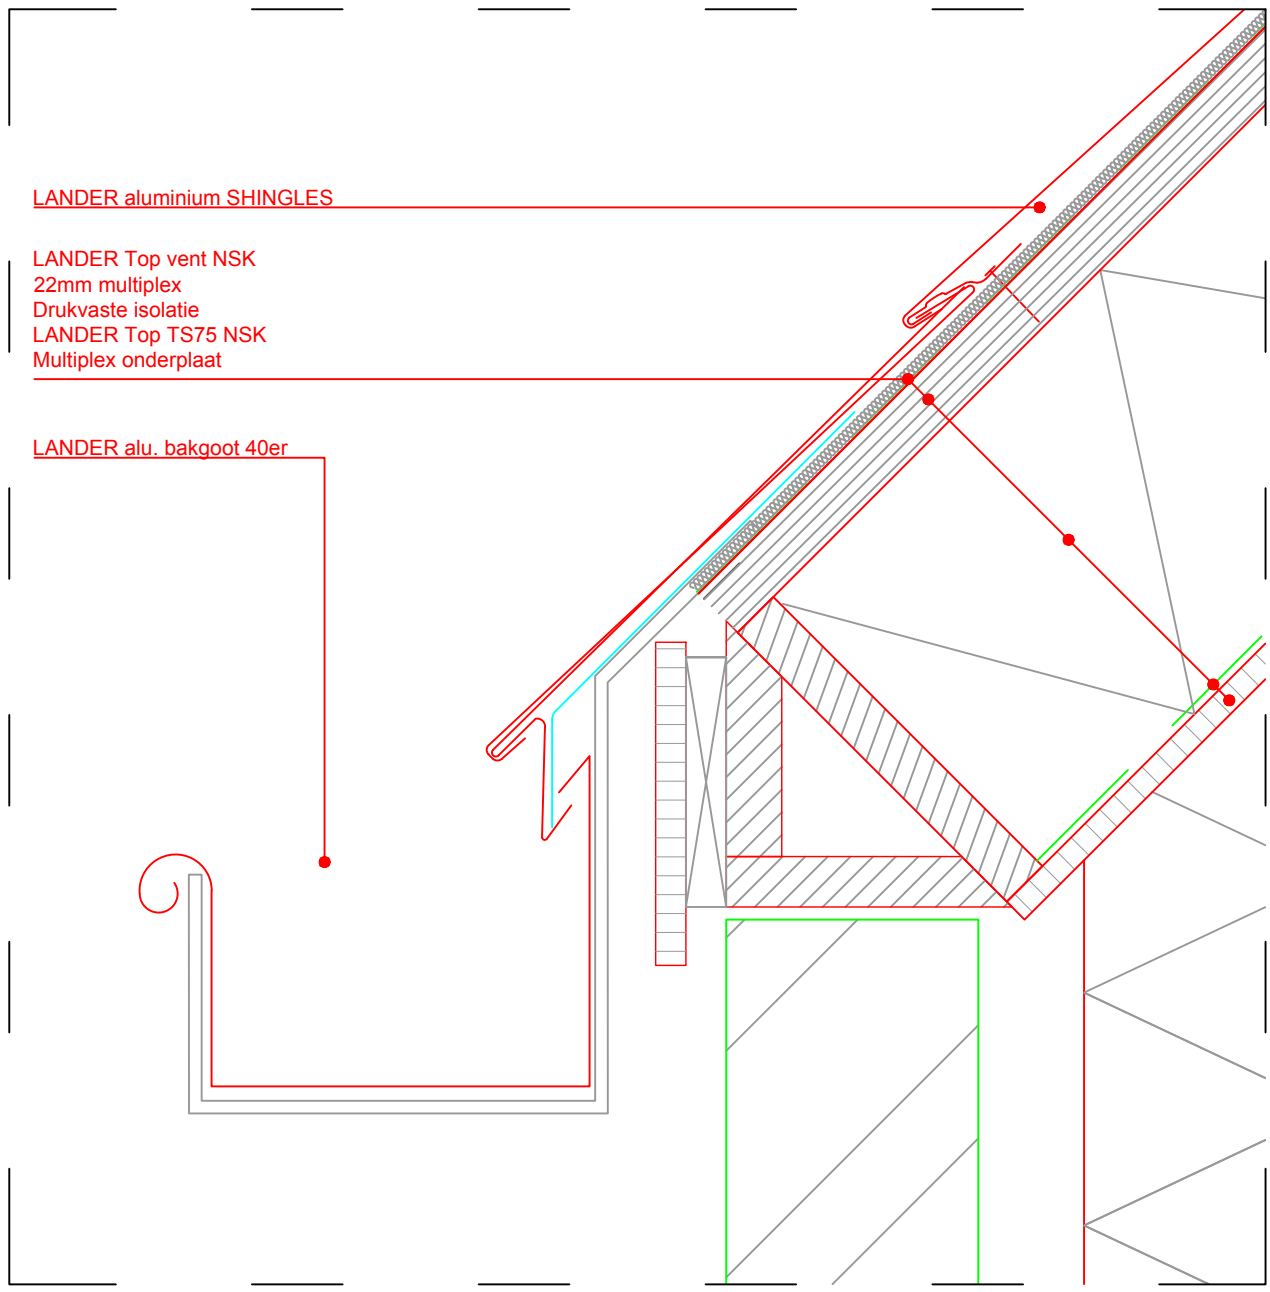 LANDER aluminium SHINGLES
LANDER Top vent NSK
22mm multiplex
Drukvaste isolatie
LANDER Top TS75 NSK
Multiplex onderplaat
LANDER alu. bakgoot 40er